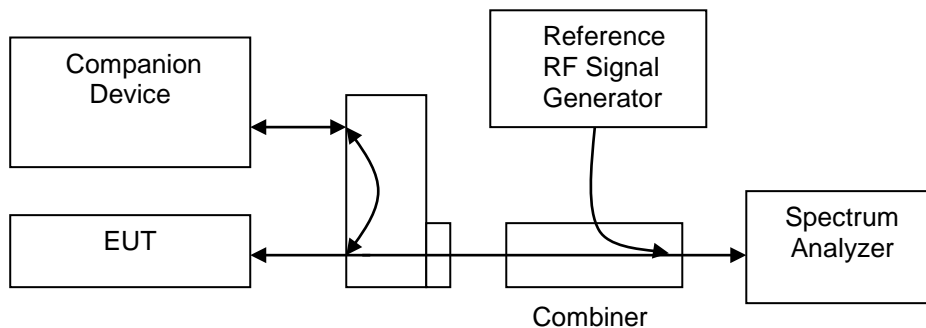 Companion
Device
Reference
RF Signal
Generator
EUT
Spectrum
Analyzer
Combiner